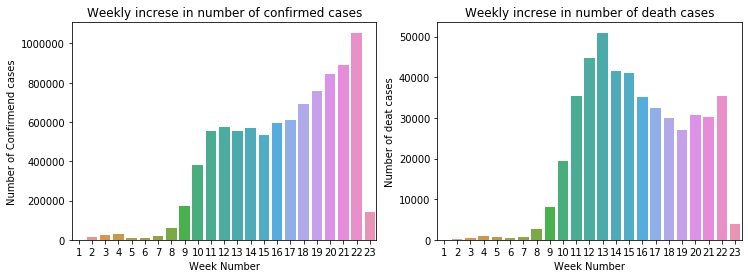 Weekly increse in number of confirmed cases
Number of Confirmend cases
1000000
800000
600000
400000
200000
0
1 2 3 4 5 6 7 8 9 10 11 12 13 14 15 16 17 18 19 20 21 22 23
Week Number
Weekly increse in number of death cases
Number of deat cases
50000
40000
30000
20000
10000
0
1 2 3 4 5 6 7 8 9 10 11 12 13 14 15 16 17 18 19 20 21 22 23
Week Number